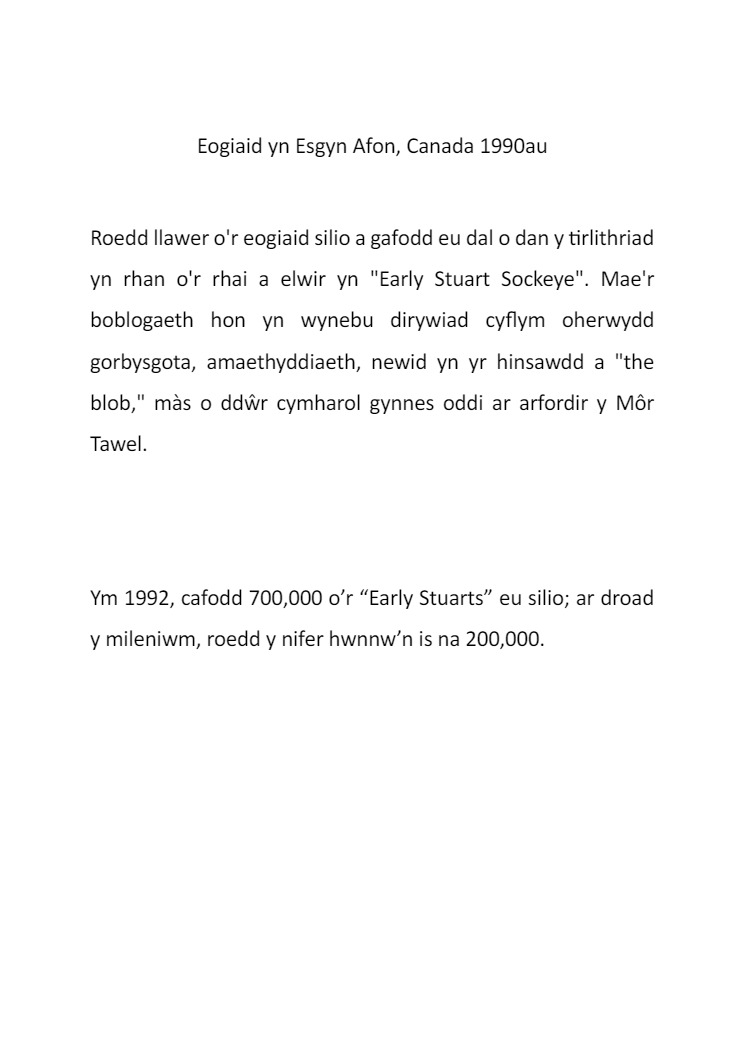 Eogiaid yn Esgyn Afon, Canada 1990au
Roedd llawer o'r eogiaid silio a gafodd eu dal o dan y tirlithriad
yn rhan o'r rhai a elwir yn "Early Stuart Sockeye". Mae'r
boblogaeth hon yn wynebu dirywiad cyflym oherwydd
gorbysgota, amaethyddiaeth, newid yn yr hinsawdd a "the
blob," màs o ddŵr cymharol gynnes oddi ar arfordir y Môr
Tawel.
Ym 1992, cafodd 700,000 o’r “Early Stuarts” eu silio; ar droad
y mileniwm, roedd y nifer hwnnw’n is na 200,000.